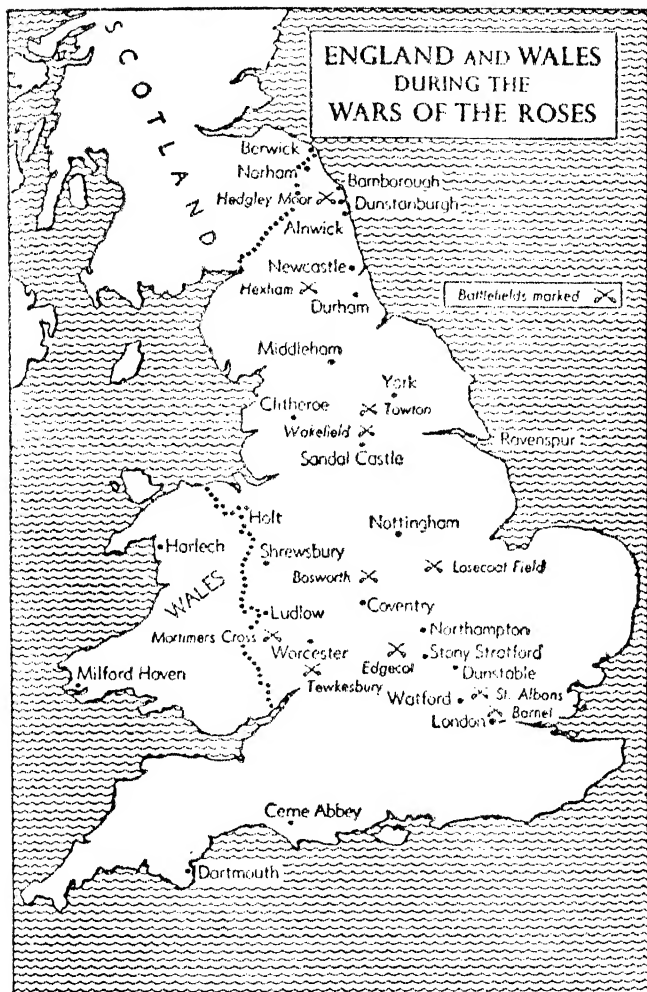 ENGLAND AND WALES
DURING THE
WARS OF THE ROSES
SCOTLAND
Berwick
Norham
Bamborough
Hedgley Moor
Dunstanburgh
Alnwick
Newcastle
Hexham
Durham
Battlefields marked
Middleham
York
Clitheroe
Towton
Wakefield
Ravenspur
Sandal Castle
Holt
Nottingham
Harlech
Shrewsbury
Losecoat Field
Bosworth
WALES
Coventry
Ludlow
Northampton
Mortimers Cross
Worcester
Stony Stratford
Edgecot
Milford Haven
Dunstable
Tewkesbury
St. Albans
Watford
Barnet
London
Cerne Abbey
Dartmouth